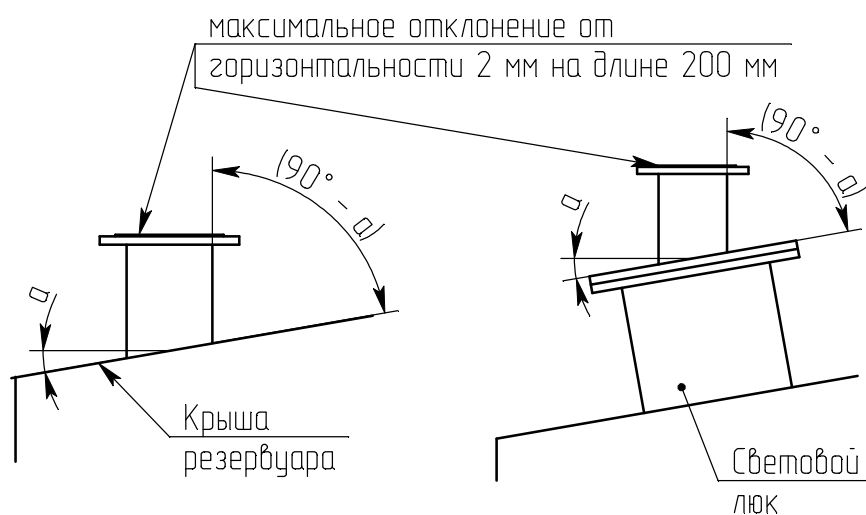 максимальное отклонение от
горизонтальности 2 мм на длине 200 мм
(90° - а)
(90° - а)
а
а
Крыша
резервуара
Световой
люк